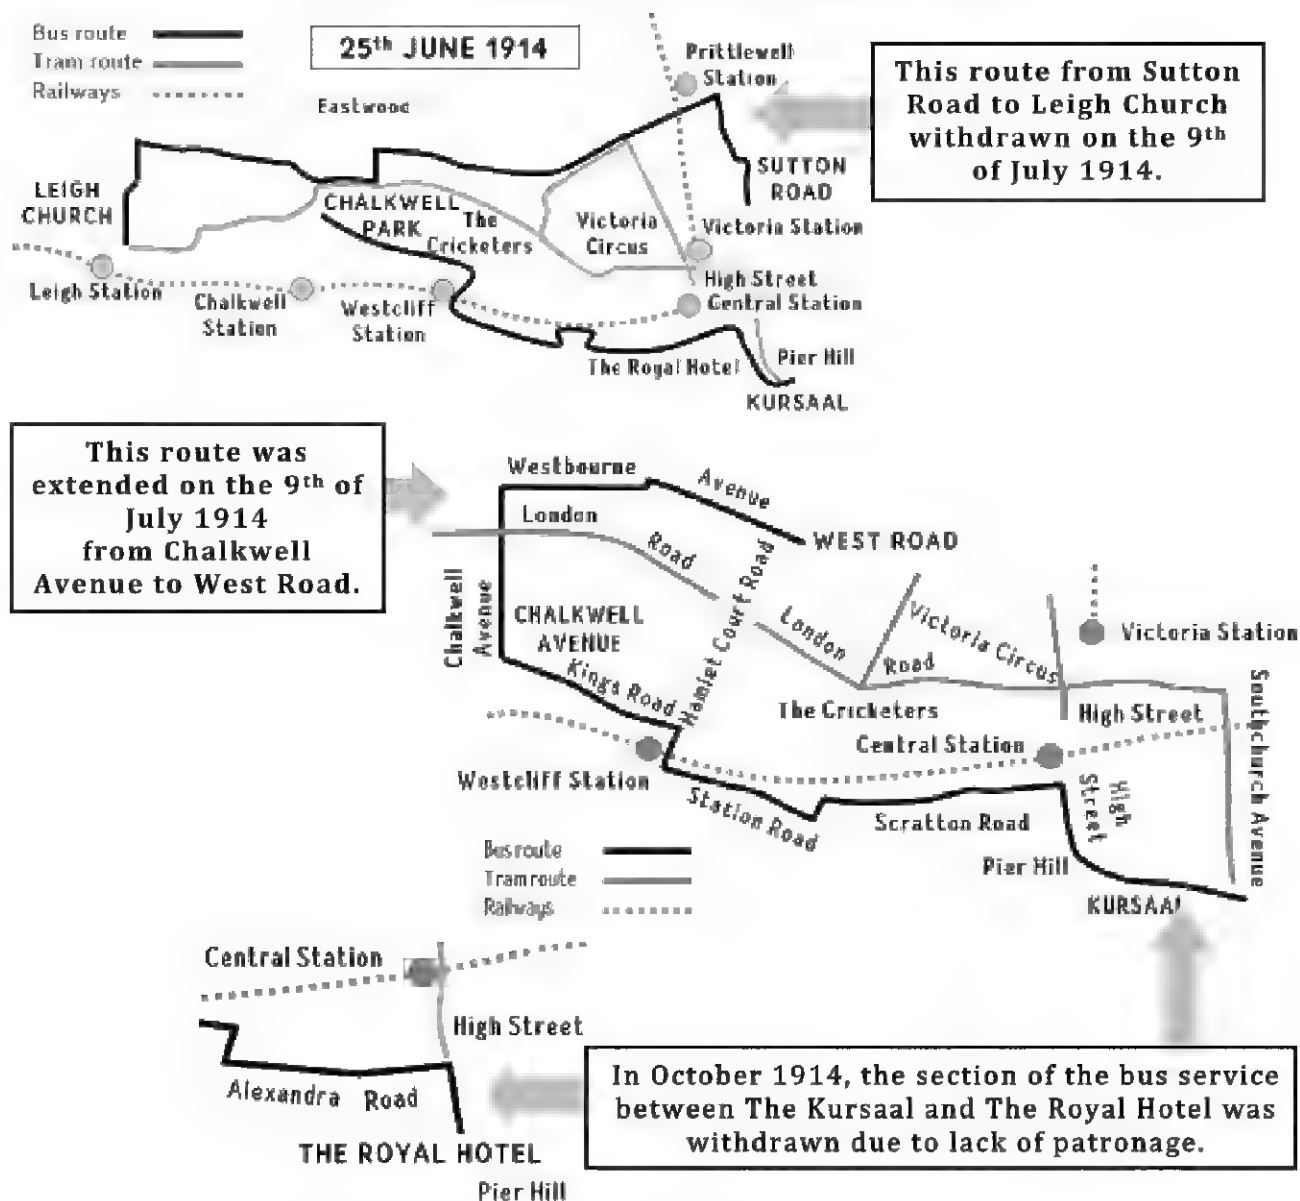 Bus route
Tram route
Railways
25th JUNE 1914
Prittlewell
Station
This route from Sutton
Road to Leigh Church
withdrawn on the 9th
of July 1914.
Eastwood
SUTTON
ROAD
LEIGH
CHURCH
CHALKWELL
PARK
The
Cricketers
Victoria
Circus
Victoria Station
High Street
Central Station
Leigh Station
Chalkwell
Station
Westcliff
Station
The Royal Hotel
Pier Hill
KURSAAL
This route was
extended on the 9th of
July 1914
from Chalkwell
Avenue to West Road.
Westbourne Avenue
London Road
WEST ROAD
Chalkwell
Avenue
CHALKWELL
AVENUE
Hamlet Court Road
London Road
Victoria Circus
Victoria Station
Kings Road
The Cricketers
High Street
Southchurch Avenue
Central Station
Westcliff Station
Station Road
Scratton Road
High
Street
Pier Hill
KURSAAL
Bus route
Tram route
Railways
Central Station
High Street
Alexandra Road
THE ROYAL HOTEL
Pier Hill
In October 1914, the section of the bus service
between The Kursaal and The Royal Hotel was
withdrawn due to lack of patronage.